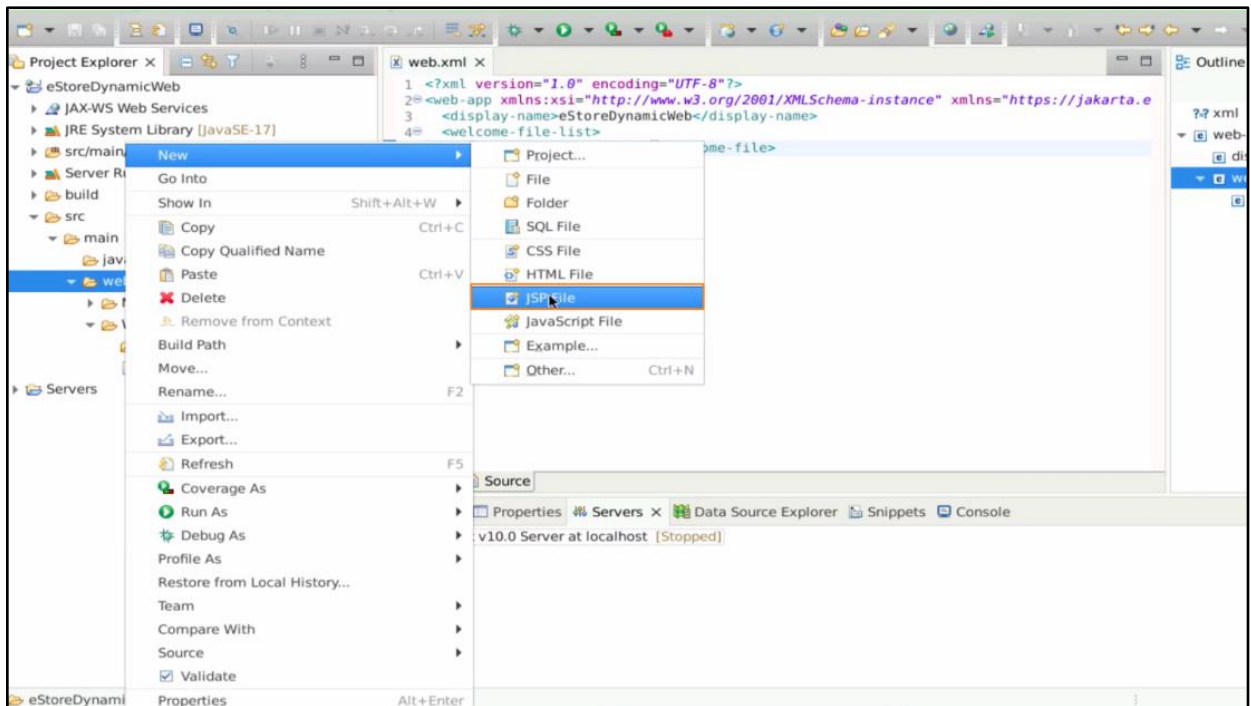 Project Explorer
web.xml
Outline
eStoreDynamicWeb
JAX-WS Web Services
JRE System Library [JavaSE-17]
src/main
Server Ru
build
src
main
jav
we
Servers
1 <?xml version="1.0" encoding="UTF-8"?>
2 <web-app xmlns:xsi="http://www.w3.org/2001/XMLSchema-instance" xmlns="https://jakarta.e
3 <display-name>eStoreDynamicWeb</display-name>
4 <welcome-file-list>
ome-file>
?xml
web-
dis
we
New
Go Into
Show In Shift+Alt+W
Copy Ctrl+C
Copy Qualified Name
Paste Ctrl+V
Delete
Remove from Context
Build Path
Move...
Rename... F2
Import...
Export...
Refresh F5
Coverage As
Run As
Debug As
Profile As
Restore from Local History...
Team
Compare With
Source
Validate
Properties Alt+Enter
Project...
File
Folder
SQL File
CSS File
HTML File
JSP File
JavaScript File
Example...
Other... Ctrl+N
Source
Properties Servers Data Source Explorer Snippets Console
v10.0 Server at localhost [Stopped]
eStoreDynami